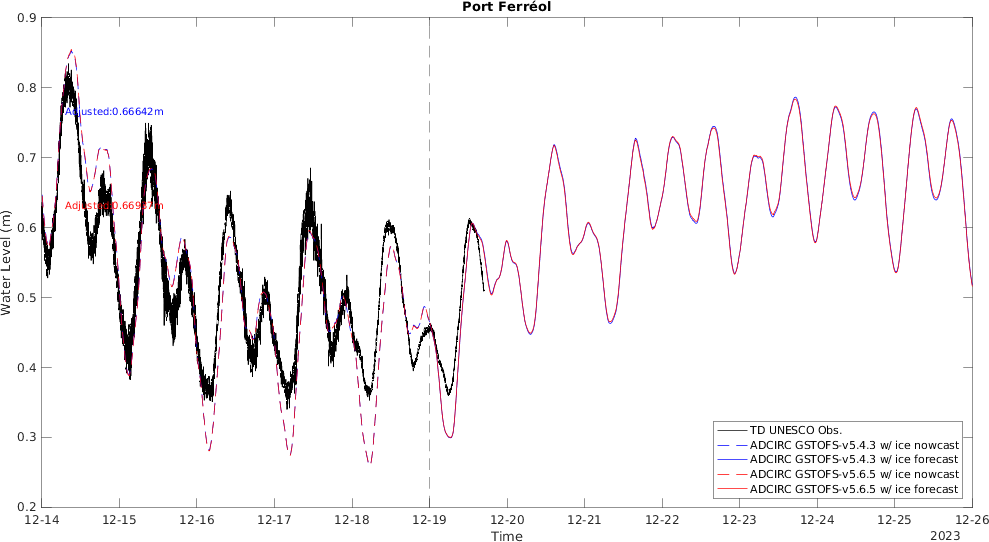 Port Ferréol
0.9
0.8
0.7
0.6
0.5
0.4
0.3
0.2
Water Level (m)
Adjusted:0.66642m
TD UNESCO Obs.
ADCIRC GSTOFS-v5.4.3 w/ ice nowcast
ADCIRC GSTOFS-v5.4.3 w/ ice forecast
ADCIRC GSTOFS-v5.6.5 w/ ice nowcast
ADCIRC GSTOFS-v5.6.5 w/ ice forecast
12-14 12-15 12-16 12-17 12-18 12-19 12-20 12-21 12-22 12-23 12-24 12-25 12-26
Time
2023